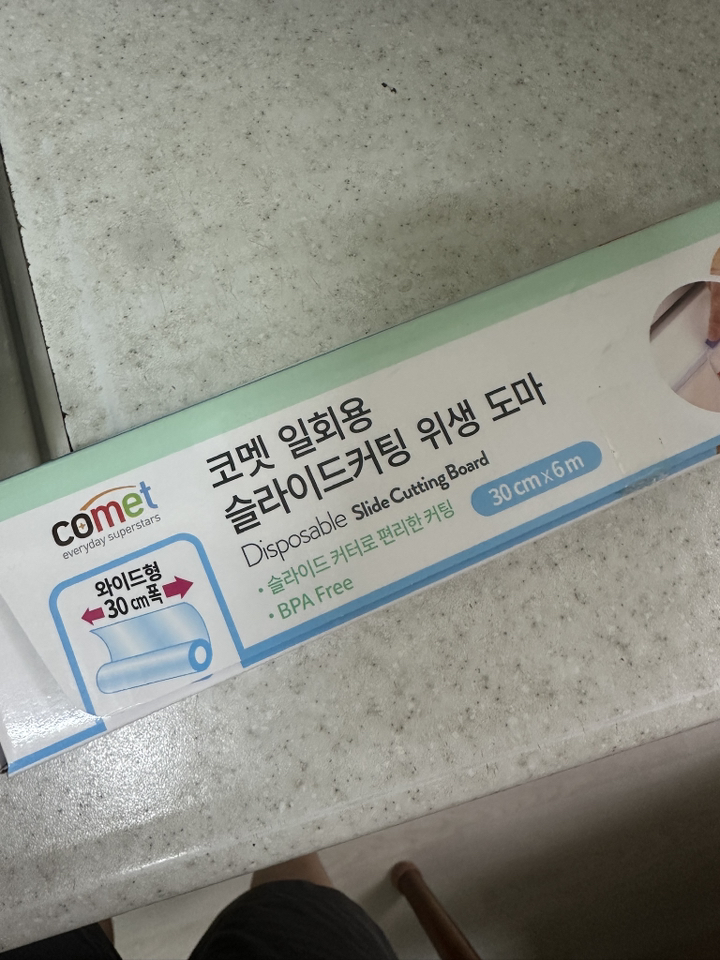 comet
everyday superstars
코멧 일회용
슬라이드커팅 위생 도마
Disposable Slide Cutting Board
30 cm x 6 m
• 슬라이드 커터로 편리한 커팅
• BPA Free
와이드형
30 cm폭